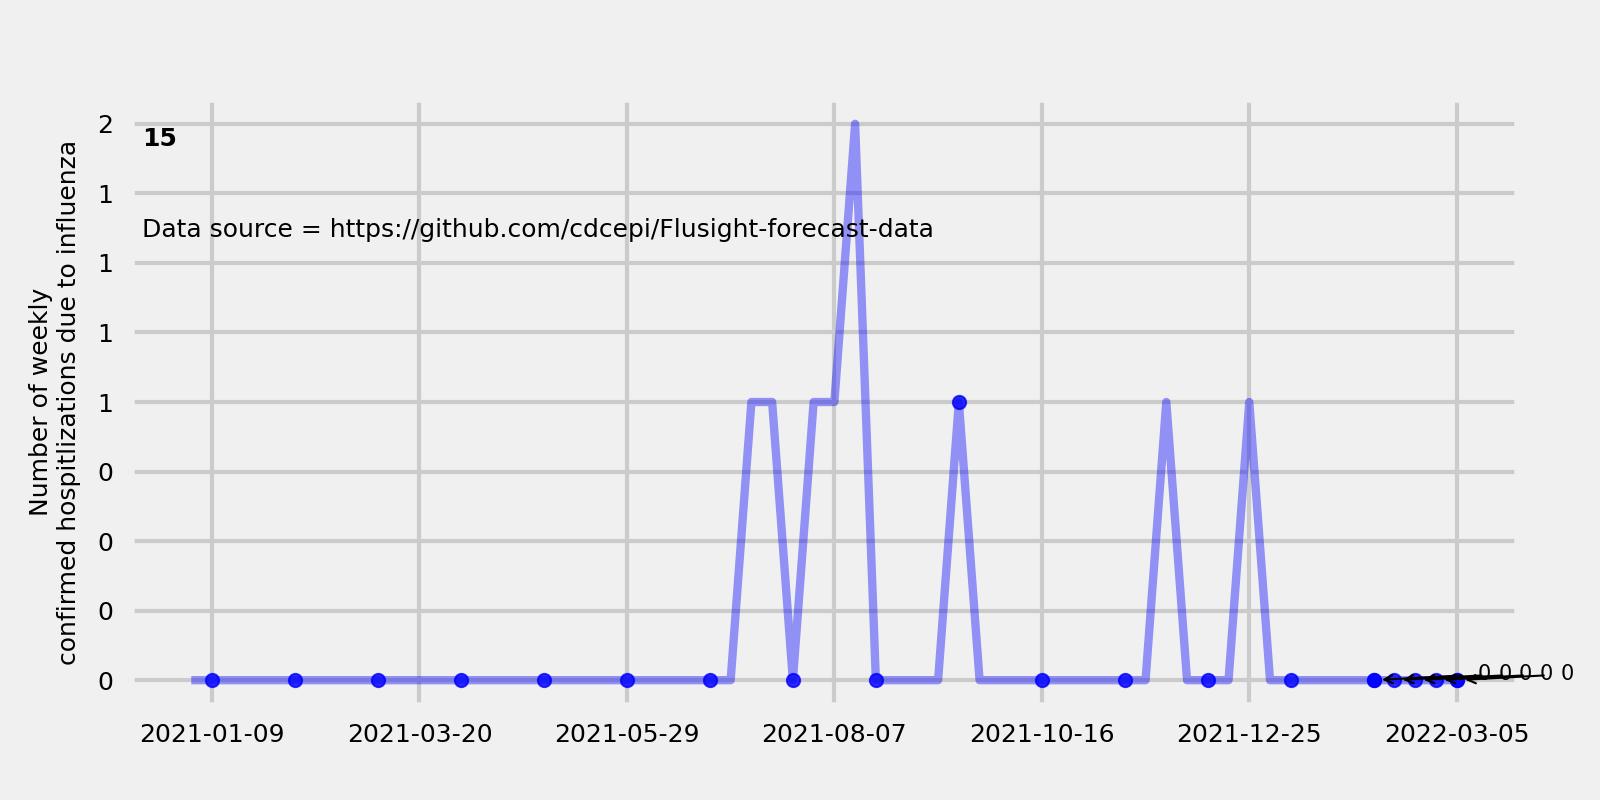 Number of weekly
confirmed hospitlizations due to influenza
2
1
1
1
1
0
0
0
0
15
Data source = https://github.com/cdcepi/Flusight-forecast-data
0 0 0 0 0
2021-01-09 2021-03-20 2021-05-29 2021-08-07 2021-10-16 2021-12-25 2022-03-05